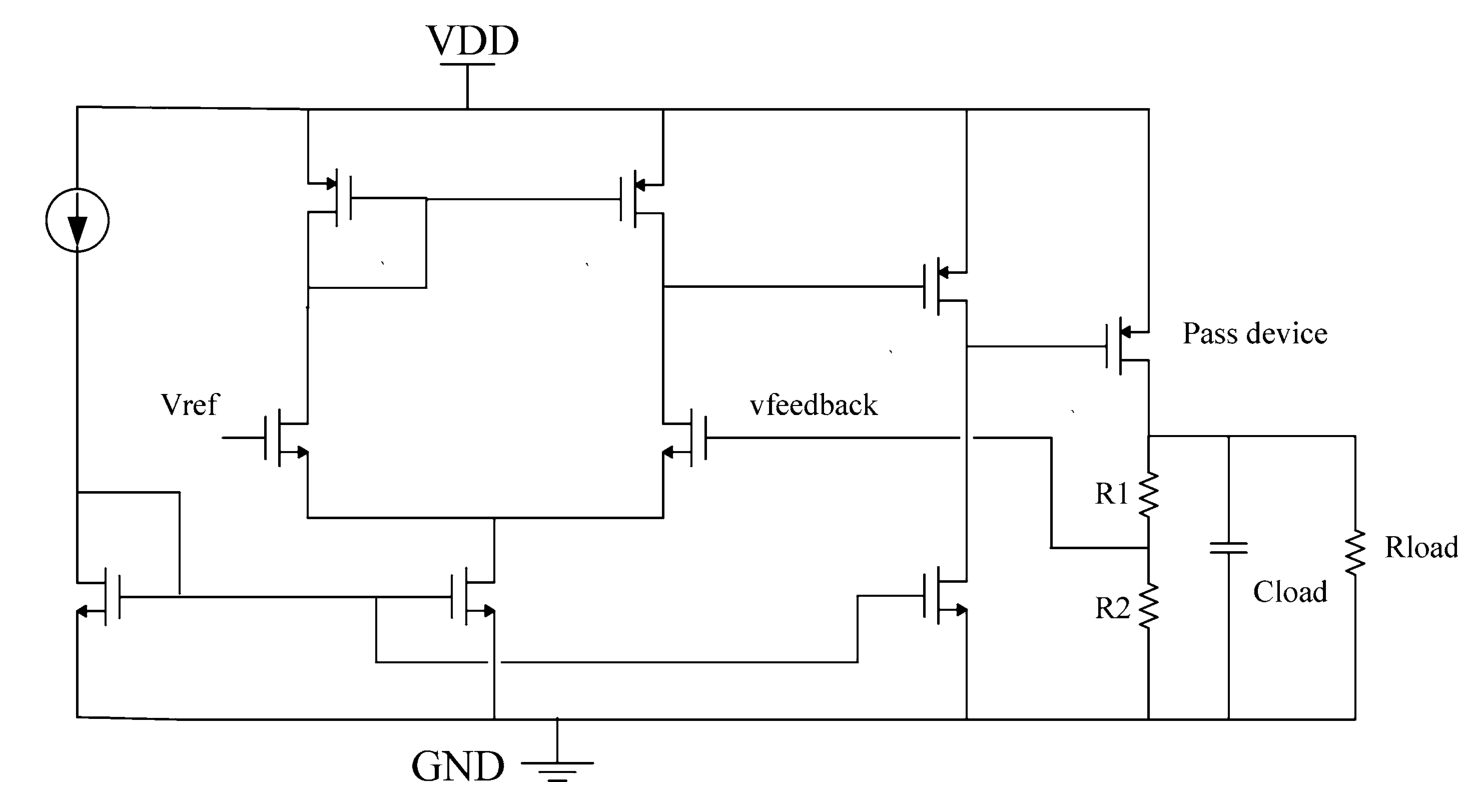 VDD
Pass device
Vref
vfeedback
R1
Rload
Cload
R2
GND